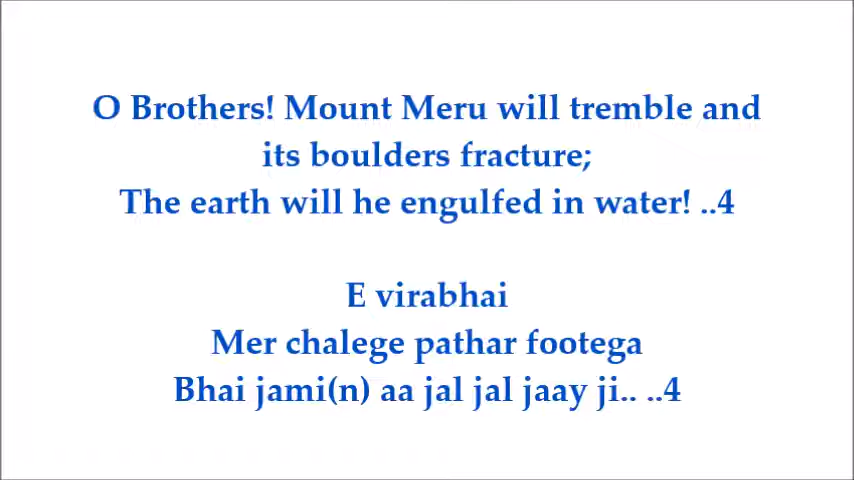 O Brothers! Mount Meru will tremble and
its boulders fracture;
The earth will he engulfed in water! ..4
E virabhai
Mer chalege pathar footega
Bhai jami(n) aa jal jal jaay ji.. ..4